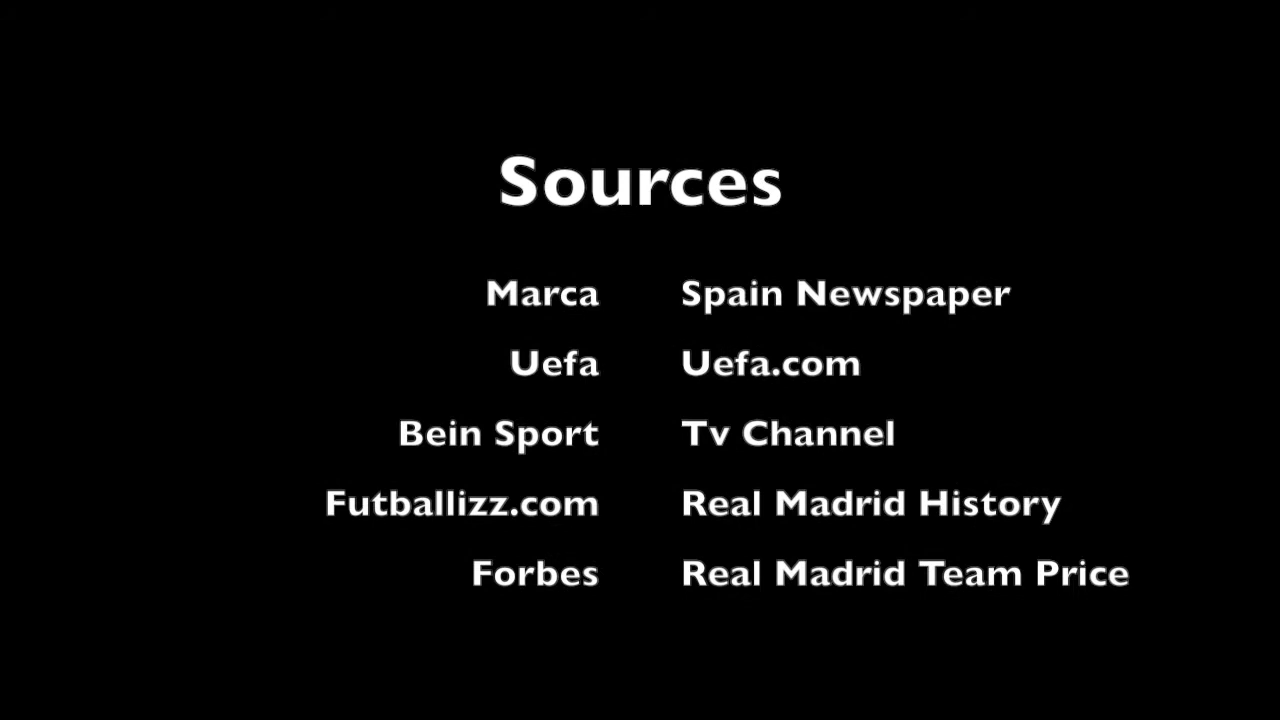 Sources
Marca Spain Newspaper
Uefa Uefa.com
Bein Sport Tv Channel
Futballizz.com Real Madrid History
Forbes Real Madrid Team Price